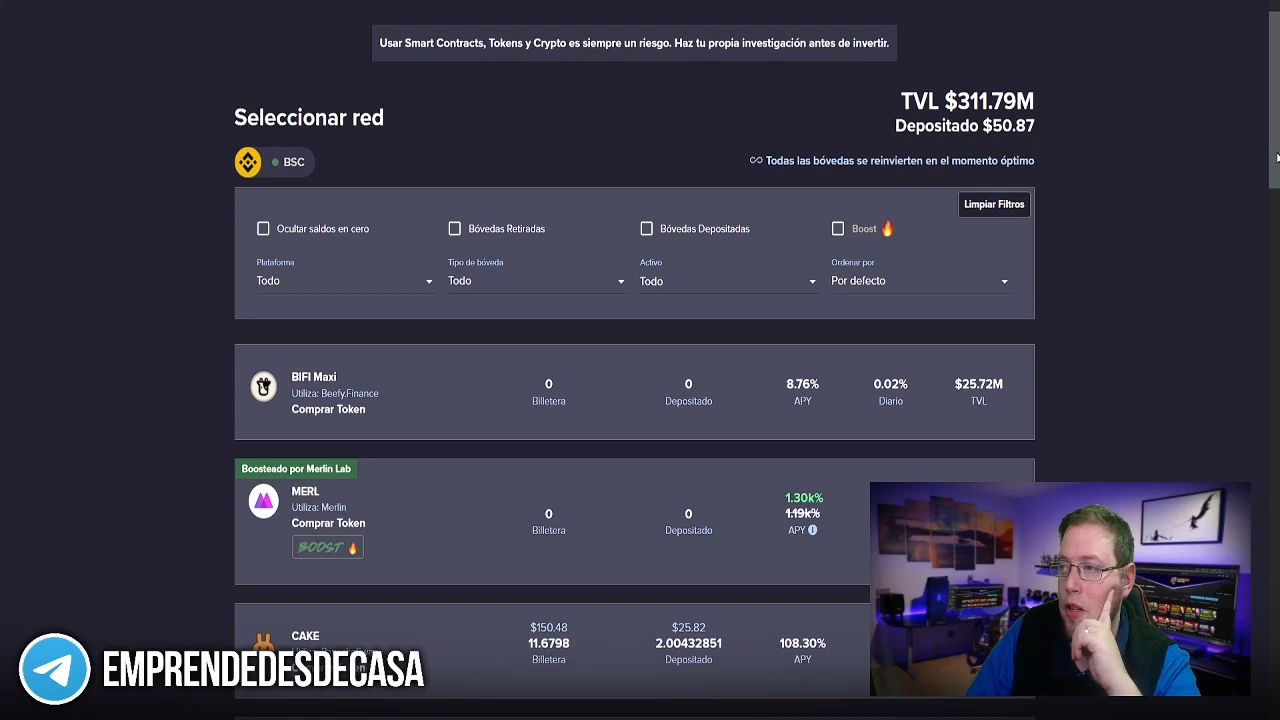 Usar Smart Contracts, Tokens y Crypto es siempre un riesgo. Haz tu propia investigación antes de invertir.
Seleccionar red
TVL $311.79M
Depositado $50.87
BSC
Todas las bóvedas se reinvierten en el momento óptimo
Limpiar Filtros
Ocultar saldos en cero
Bóvedas Retiradas
Bóvedas Depositadas
Boost
Plataforma
Todo
Tipo de bóveda
Todo
Activo
Todo
Ordenar por
Por defecto
BIFI Maxi
Utiliza: Beefy.Finance
Comprar Token
0
Billetera
0
Depositado
8.76%
APY
0.02%
Diario
$25.72M
TVL
Boosteado por Merlin Lab
MERL
Utiliza: Merlin
Comprar Token
BOOST
0
Billetera
0
Depositado
1.30k%
1.19k%
APY
CAKE
$150.48
11.6798
Billetera
$25.82
2.00432851
Depositado
108.30%
APY
EMPRENDEDESDECASA